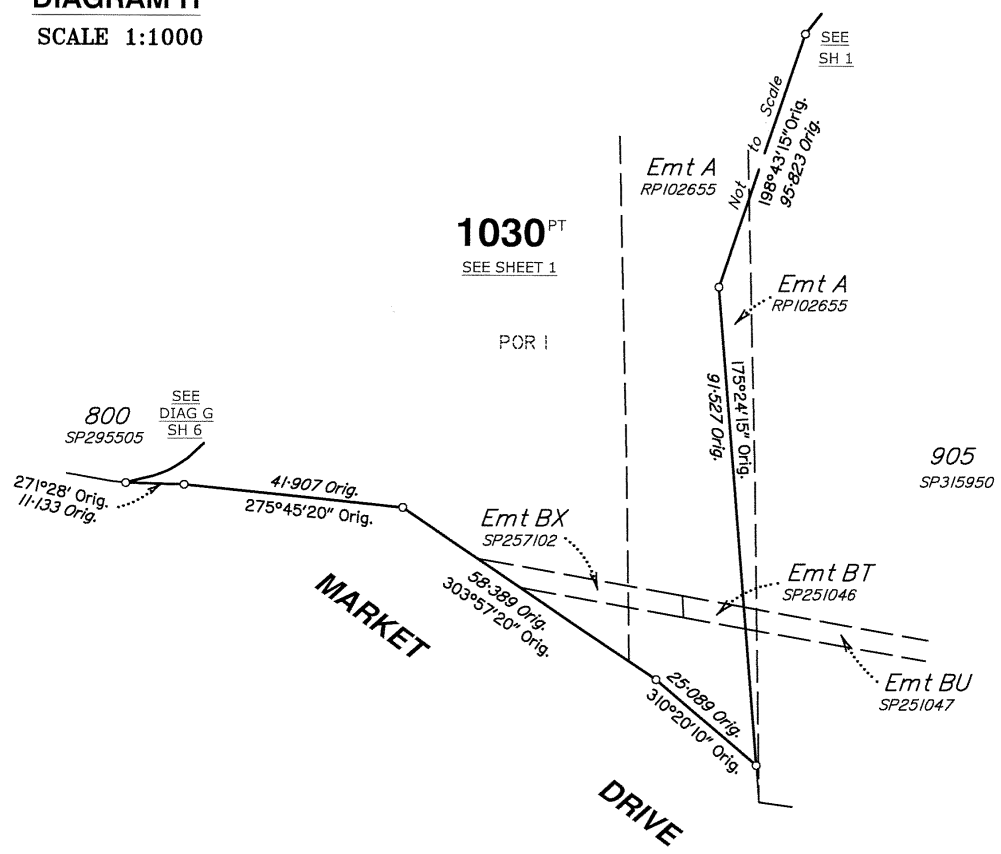 DIAGRAM H
SCALE 1:1000
SEE
SH 1
Not to Scale
198°43'15" Orig.
95·823 Orig.
Emt A
RP102655
1030 PT
SEE SHEET 1
Emt A
RP102655
POR 1
175°24'15" Orig.
91·527 Orig.
800
SP295505
SEE
DIAG G
SH 6
905
SP315950
271°28' Orig.
11·133 Orig.
41·907 Orig.
275°45'20" Orig.
Emt BX
SP257102
58·389 Orig.
303°57'20" Orig.
Emt BT
SP251046
MARKET
Emt BU
SP251047
25·089 Orig.
310°20'10" Orig.
DRIVE